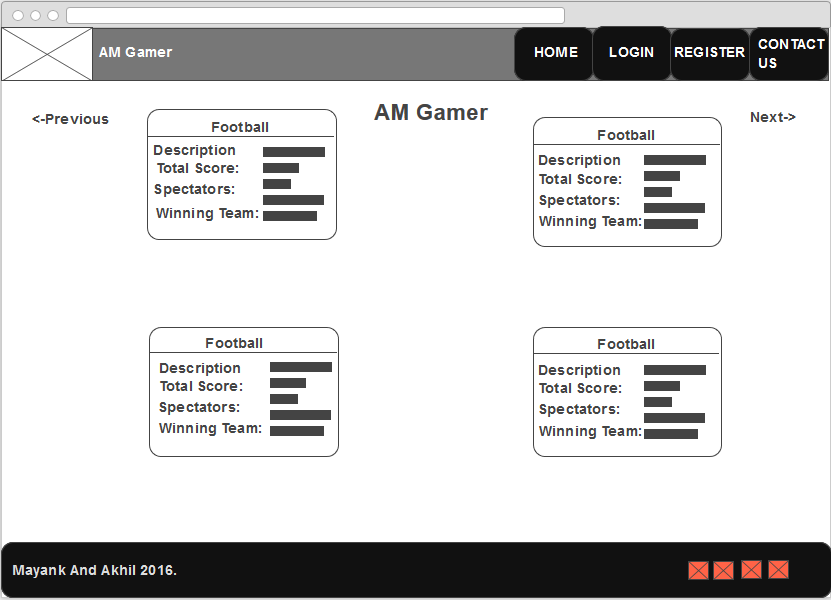 AM Gamer
HOME
LOGIN
REGISTER
CONTACT
US
<-Previous
AM Gamer
Next->
Football
Description
Total Score:
Spectators:
Winning Team:
Football
Description
Total Score:
Spectators:
Winning Team:
Football
Description
Total Score:
Spectators:
Winning Team:
Football
Description
Total Score:
Spectators:
Winning Team:
Mayank And Akhil 2016.